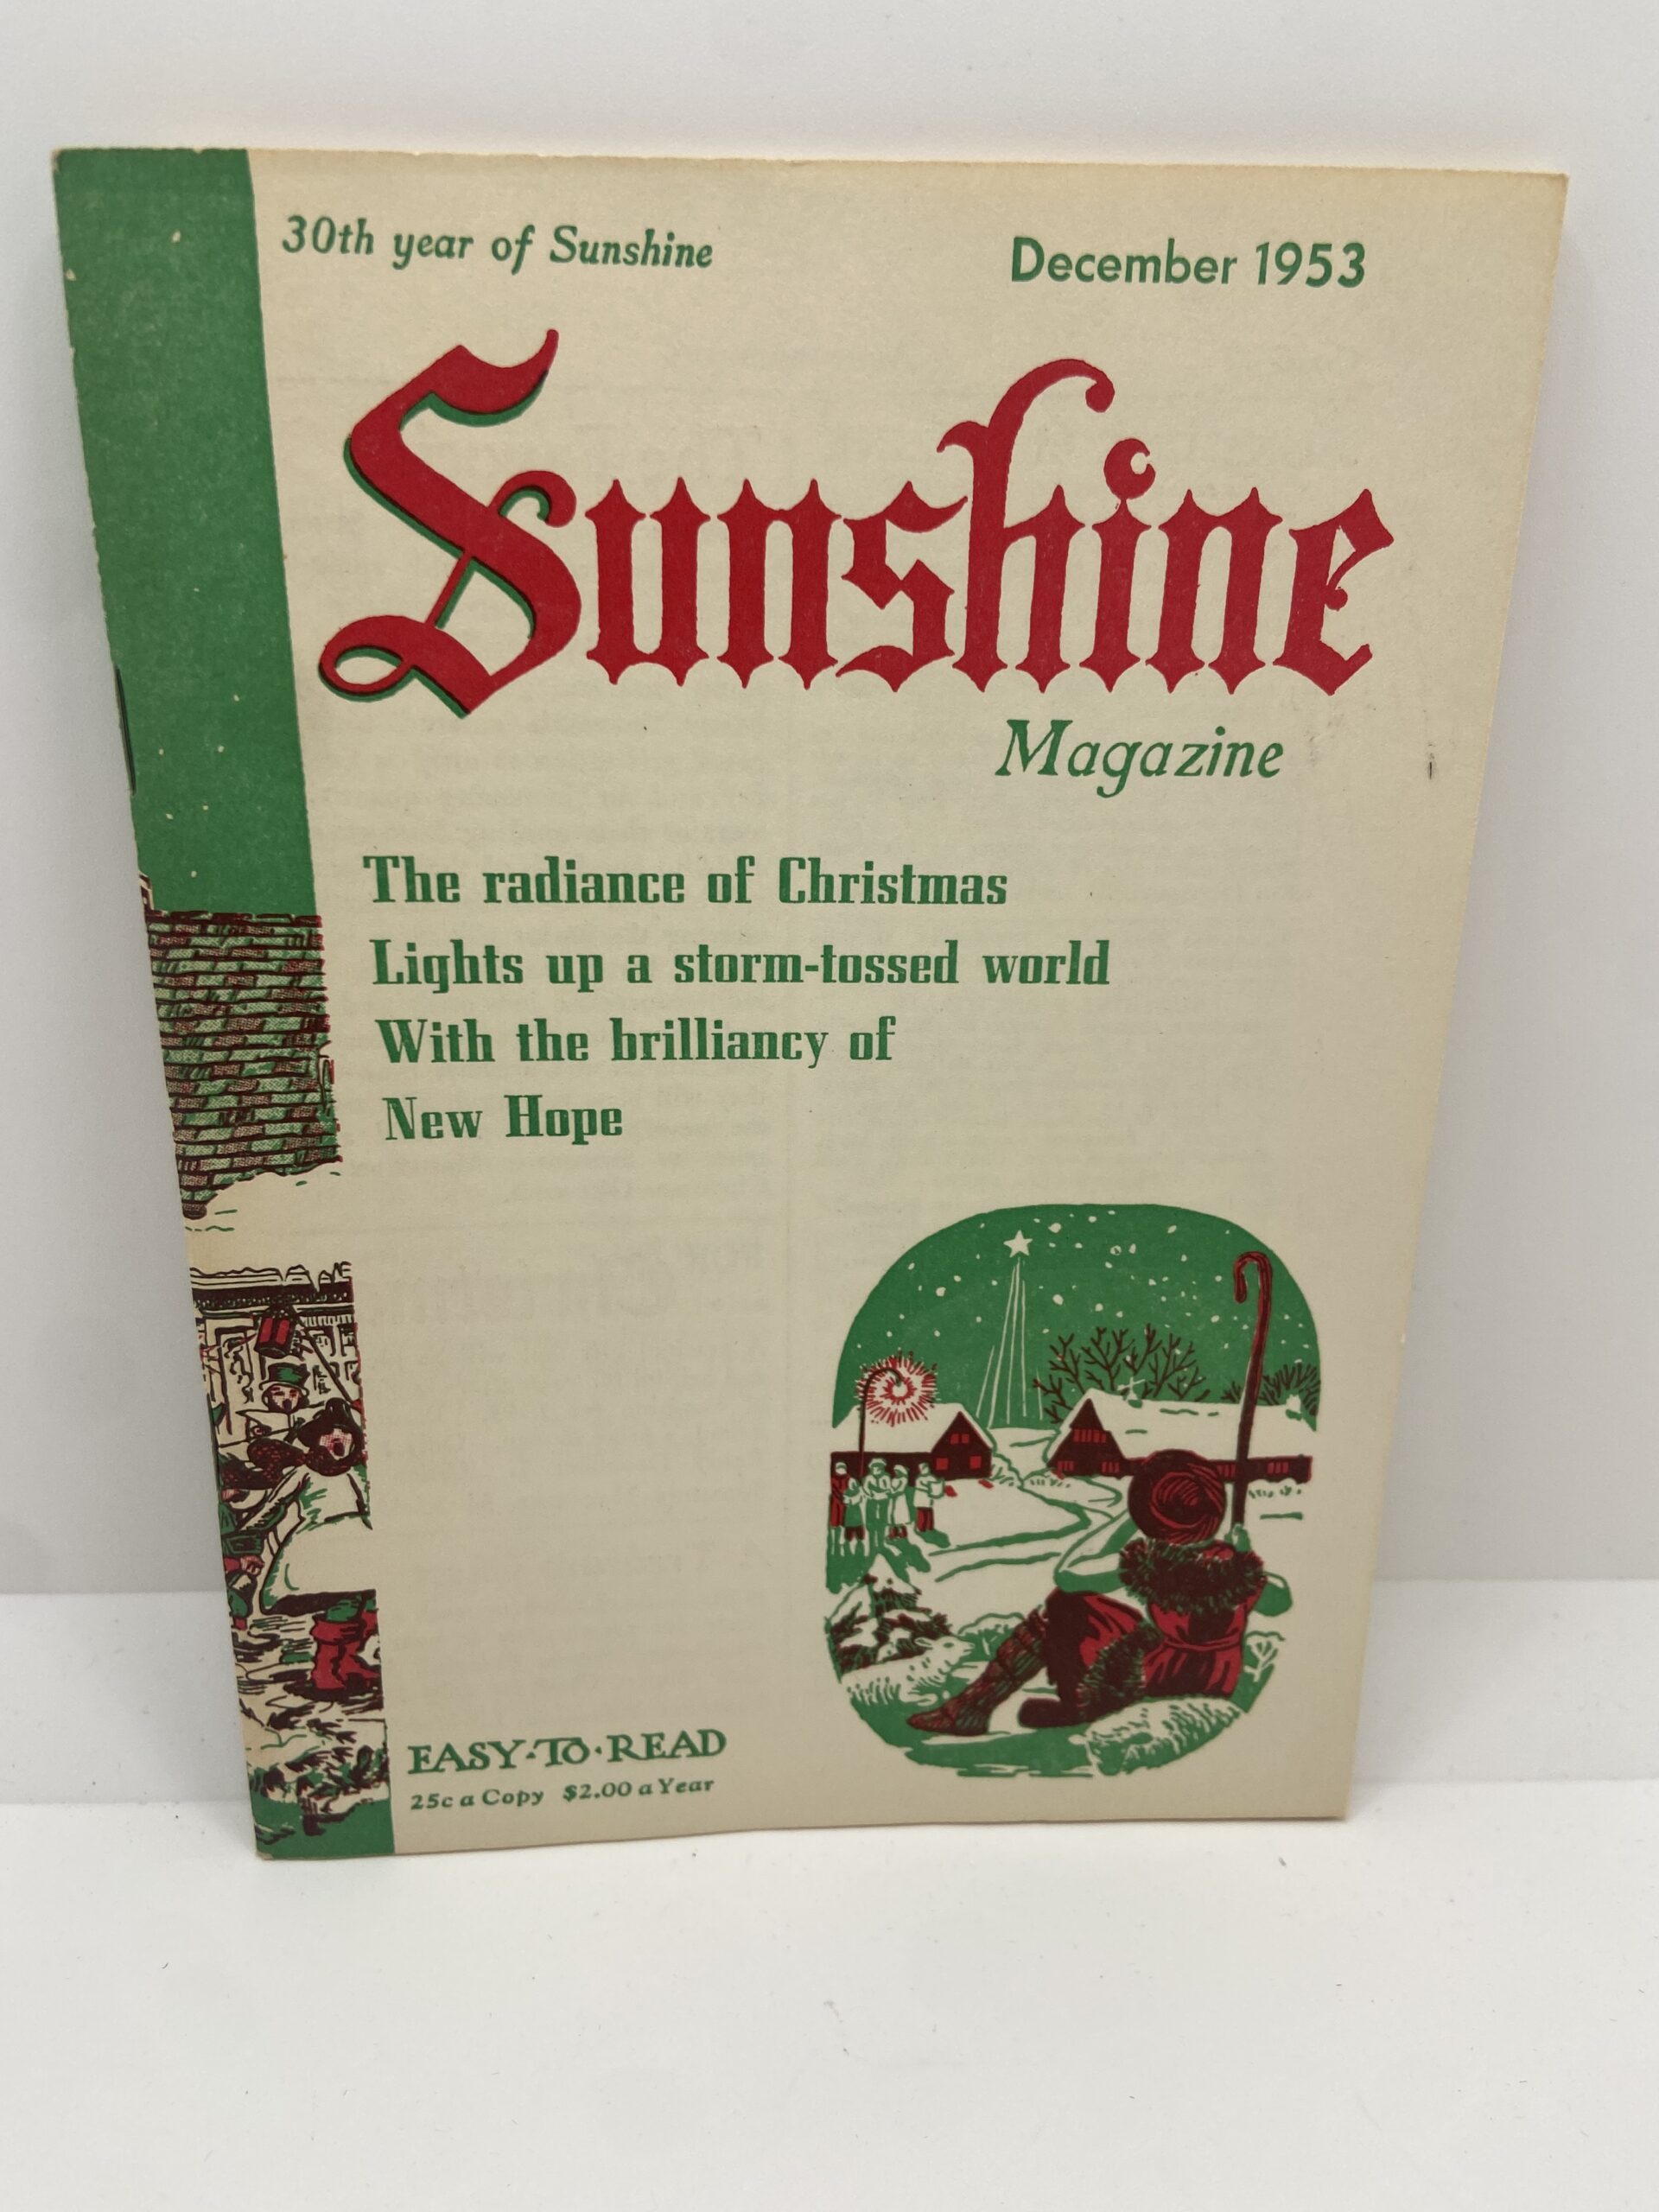 30th year of Sunshine
December 1953
Sunshine
Magazine
The radiance of Christmas
Lights up a storm-tossed world
With the brilliancy of
New Hope
EASY·TO·READ
25c a Copy $2.00 a Year